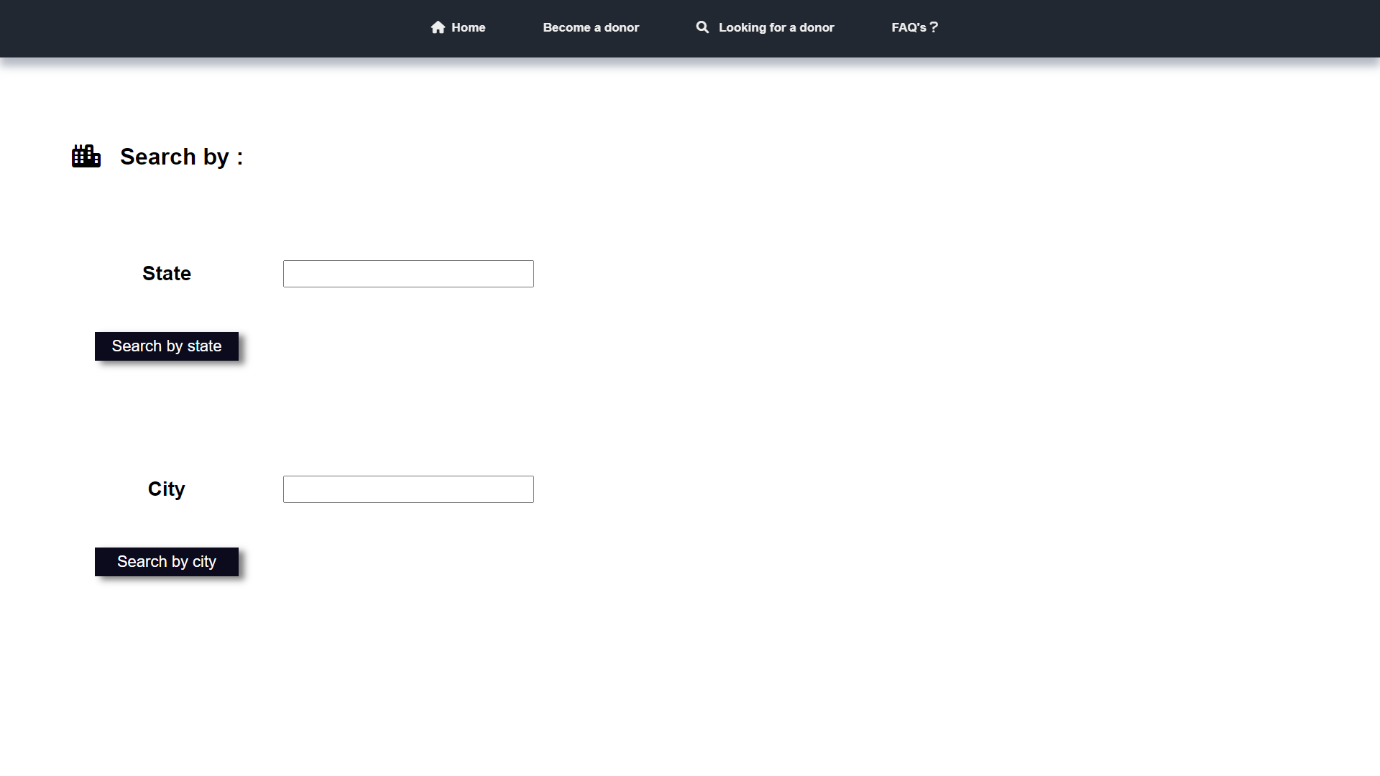 Home Become a donor Looking for a donor FAQ's?
Search by :
State
Search by state
City
Search by city